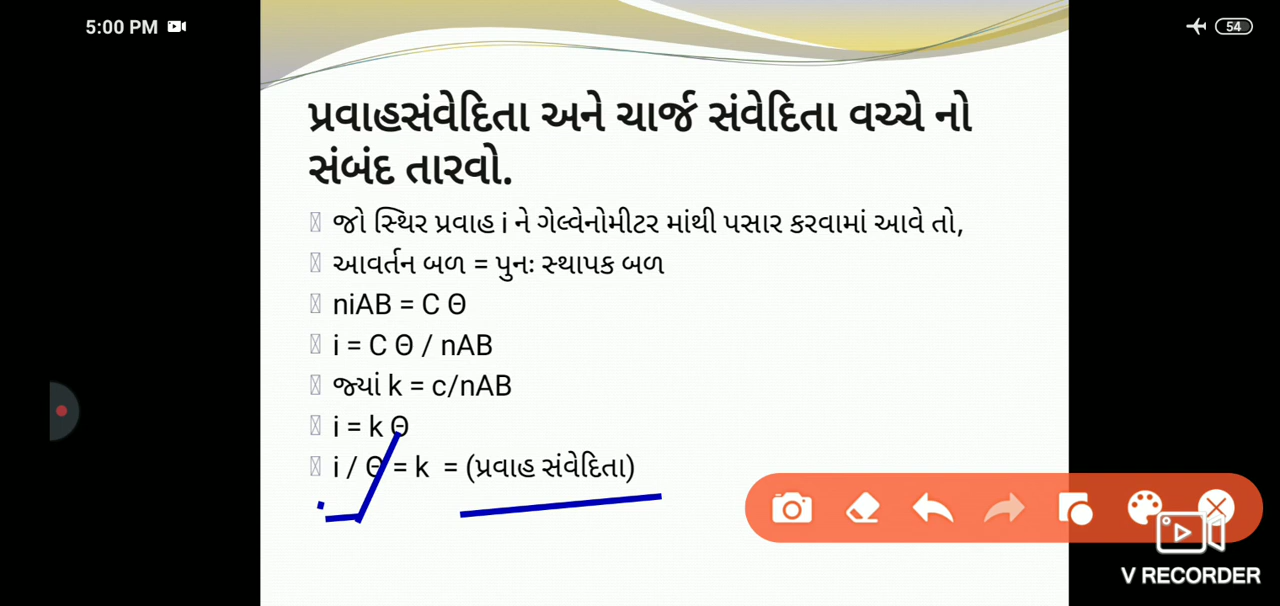 5:00 PM
54
પ્રવાહસંવેદિતા અને ચાર્જ સંવેદિતા વચ્ચે નો
સંબંદ તારવો.
જો સ્થિર પ્રવાહ i ને ગેલ્વેનોમીટર માંથી પસાર કરવામાં આવે તો,
આવર્તન બળ = પુનઃ સ્થાપક બળ
niAB = C Θ
i = C Θ / nAB
જ્યાં k = c/nAB
i = k Θ
i / Θ = k = (પ્રવાહ સંવેદિતા)
V RECORDER